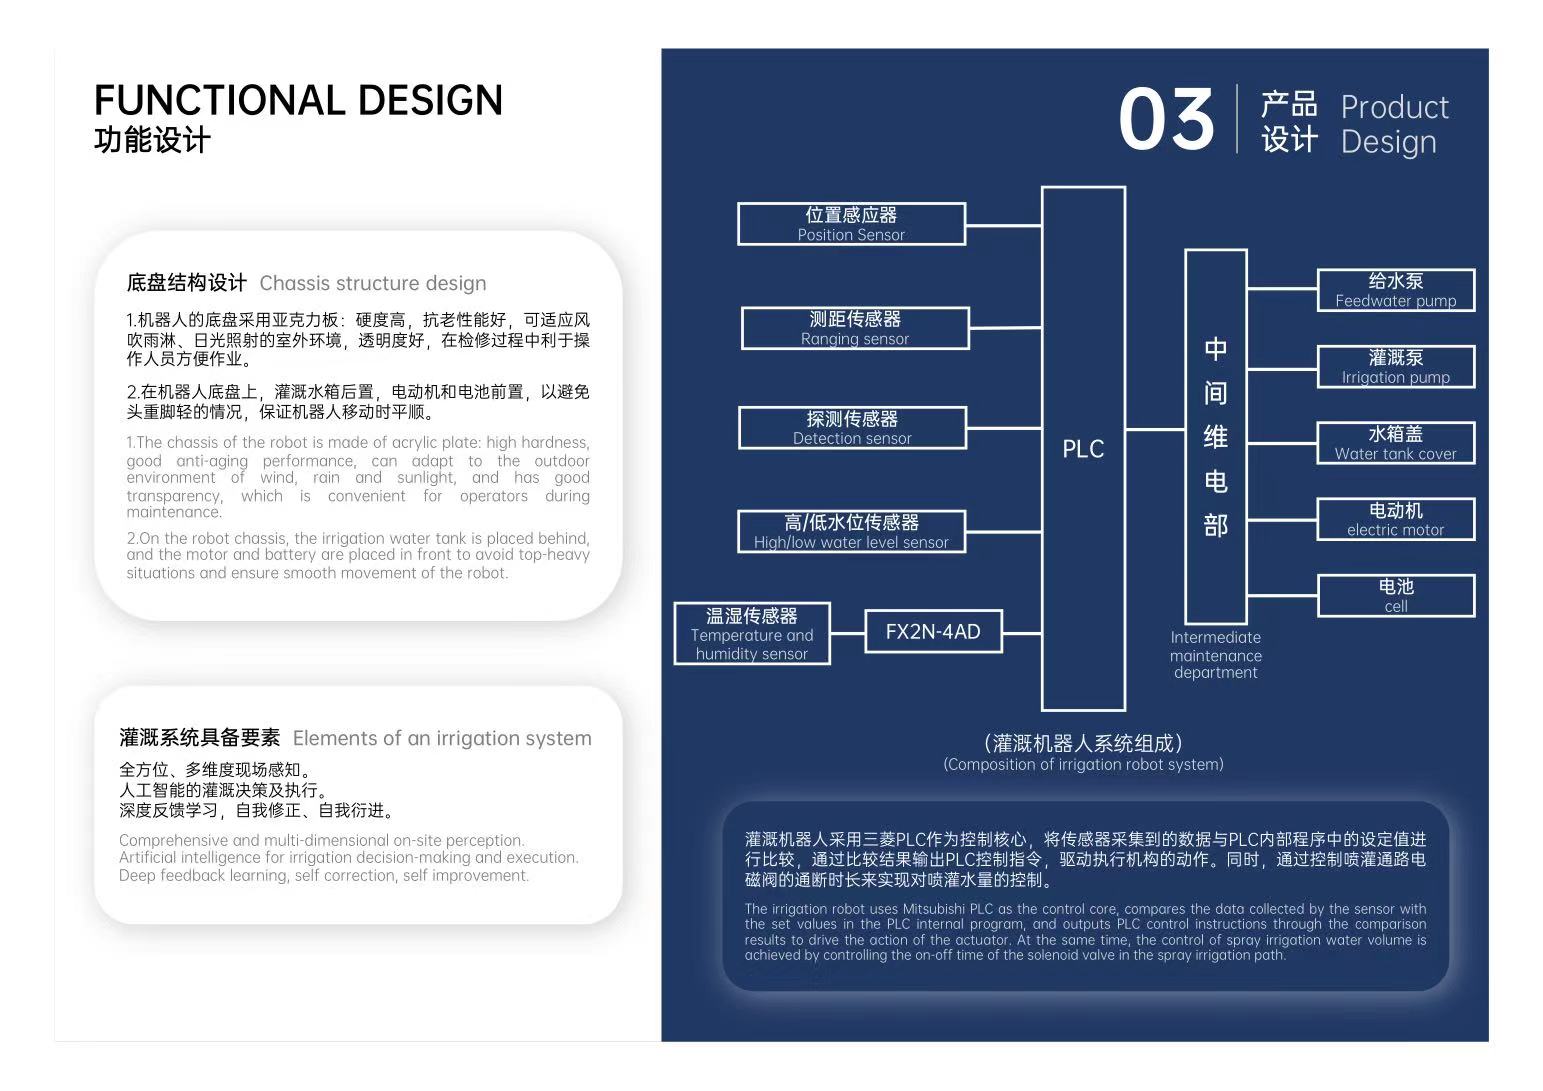 FUNCTIONAL DESIGN
功能设计
底盘结构设计 Chassis structure design
1.机器人的底盘采用亚克力板：硬度高，抗老性能好，可适应风
吹雨淋、日光照射的室外环境，透明度好，在检修过程中利于操
作人员方便作业。
2.在机器人底盘上，灌溉水箱后置，电动机和电池前置，以避免
头重脚轻的情况，保证机器人移动时平顺。
1.The chassis of the robot is made of acrylic plate: high hardness,
good anti-aging performance, can adapt to the outdoor
environment of wind, rain and sunlight, and has good
transparency, which is convenient for operators during
maintenance.
2.On the robot chassis, the irrigation water tank is placed behind,
and the motor and battery are placed in front to avoid top-heavy
situations and ensure smooth movement of the robot.
灌溉系统具备要素 Elements of an irrigation system
全方位、多维度现场感知。
人工智能的灌溉决策及执行。
深度反馈学习，自我修正、自我衍进。
Comprehensive and multi-dimensional on-site perception.
Artificial intelligence for irrigation decision-making and execution.
Deep feedback learning, self correction, self improvement.
03
产品
设计
Product
Design
位置感应器
Position Sensor
测距传感器
Ranging sensor
探测传感器
Detection sensor
高/低水位传感器
High/low water level sensor
温湿传感器
Temperature and
humidity sensor
FX2N-4AD
PLC
中
间
维
电
部
Intermediate
maintenance
department
给水泵
Feedwater pump
灌溉泵
Irrigation pump
水箱盖
Water tank cover
电动机
electric motor
电池
cell
（灌溉机器人系统组成）
(Composition of irrigation robot system)
灌溉机器人采用三菱PLC作为控制核心，将传感器采集到的数据与PLC内部程序中的设定值进
行比较，通过比较结果输出PLC控制指令，驱动执行机构的动作。同时，通过控制喷灌通路电
磁阀的通断时长来实现对喷灌水量的控制。
The irrigation robot uses Mitsubishi PLC as the control core, compares the data collected by the sensor with
the set values in the PLC internal program, and outputs PLC control instructions through the comparison
results to drive the action of the actuator. At the same time, the control of spray irrigation water volume is
achieved by controlling the on-off time of the solenoid valve in the spray irrigation path.